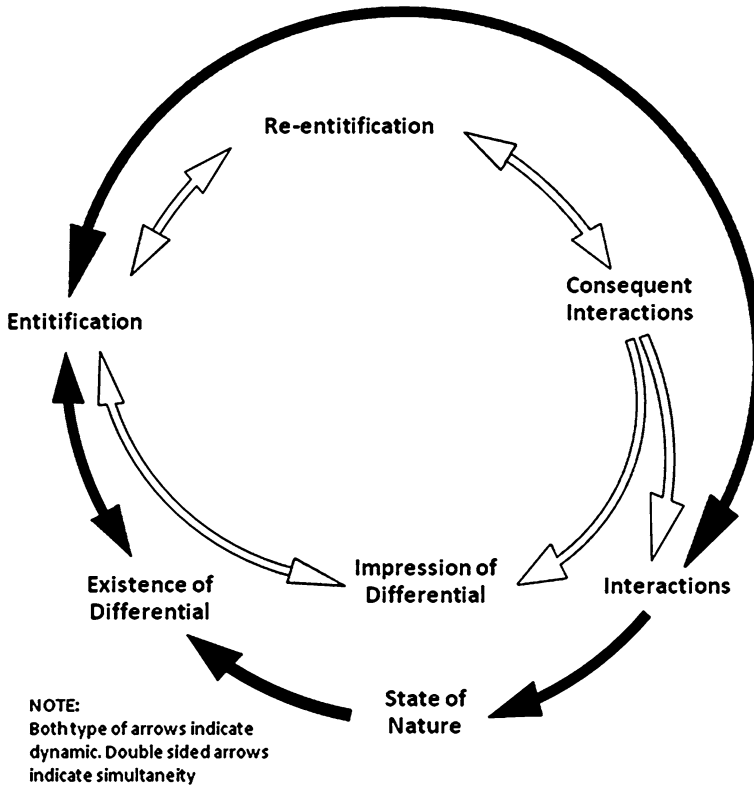 Re-entitification
Consequent
Interactions
Entitification
Existence of
Differential
Impression of
Differential
Interactions
State of
Nature
NOTE:
Both type of arrows indicate
dynamic. Double sided arrows
indicate simultaneity